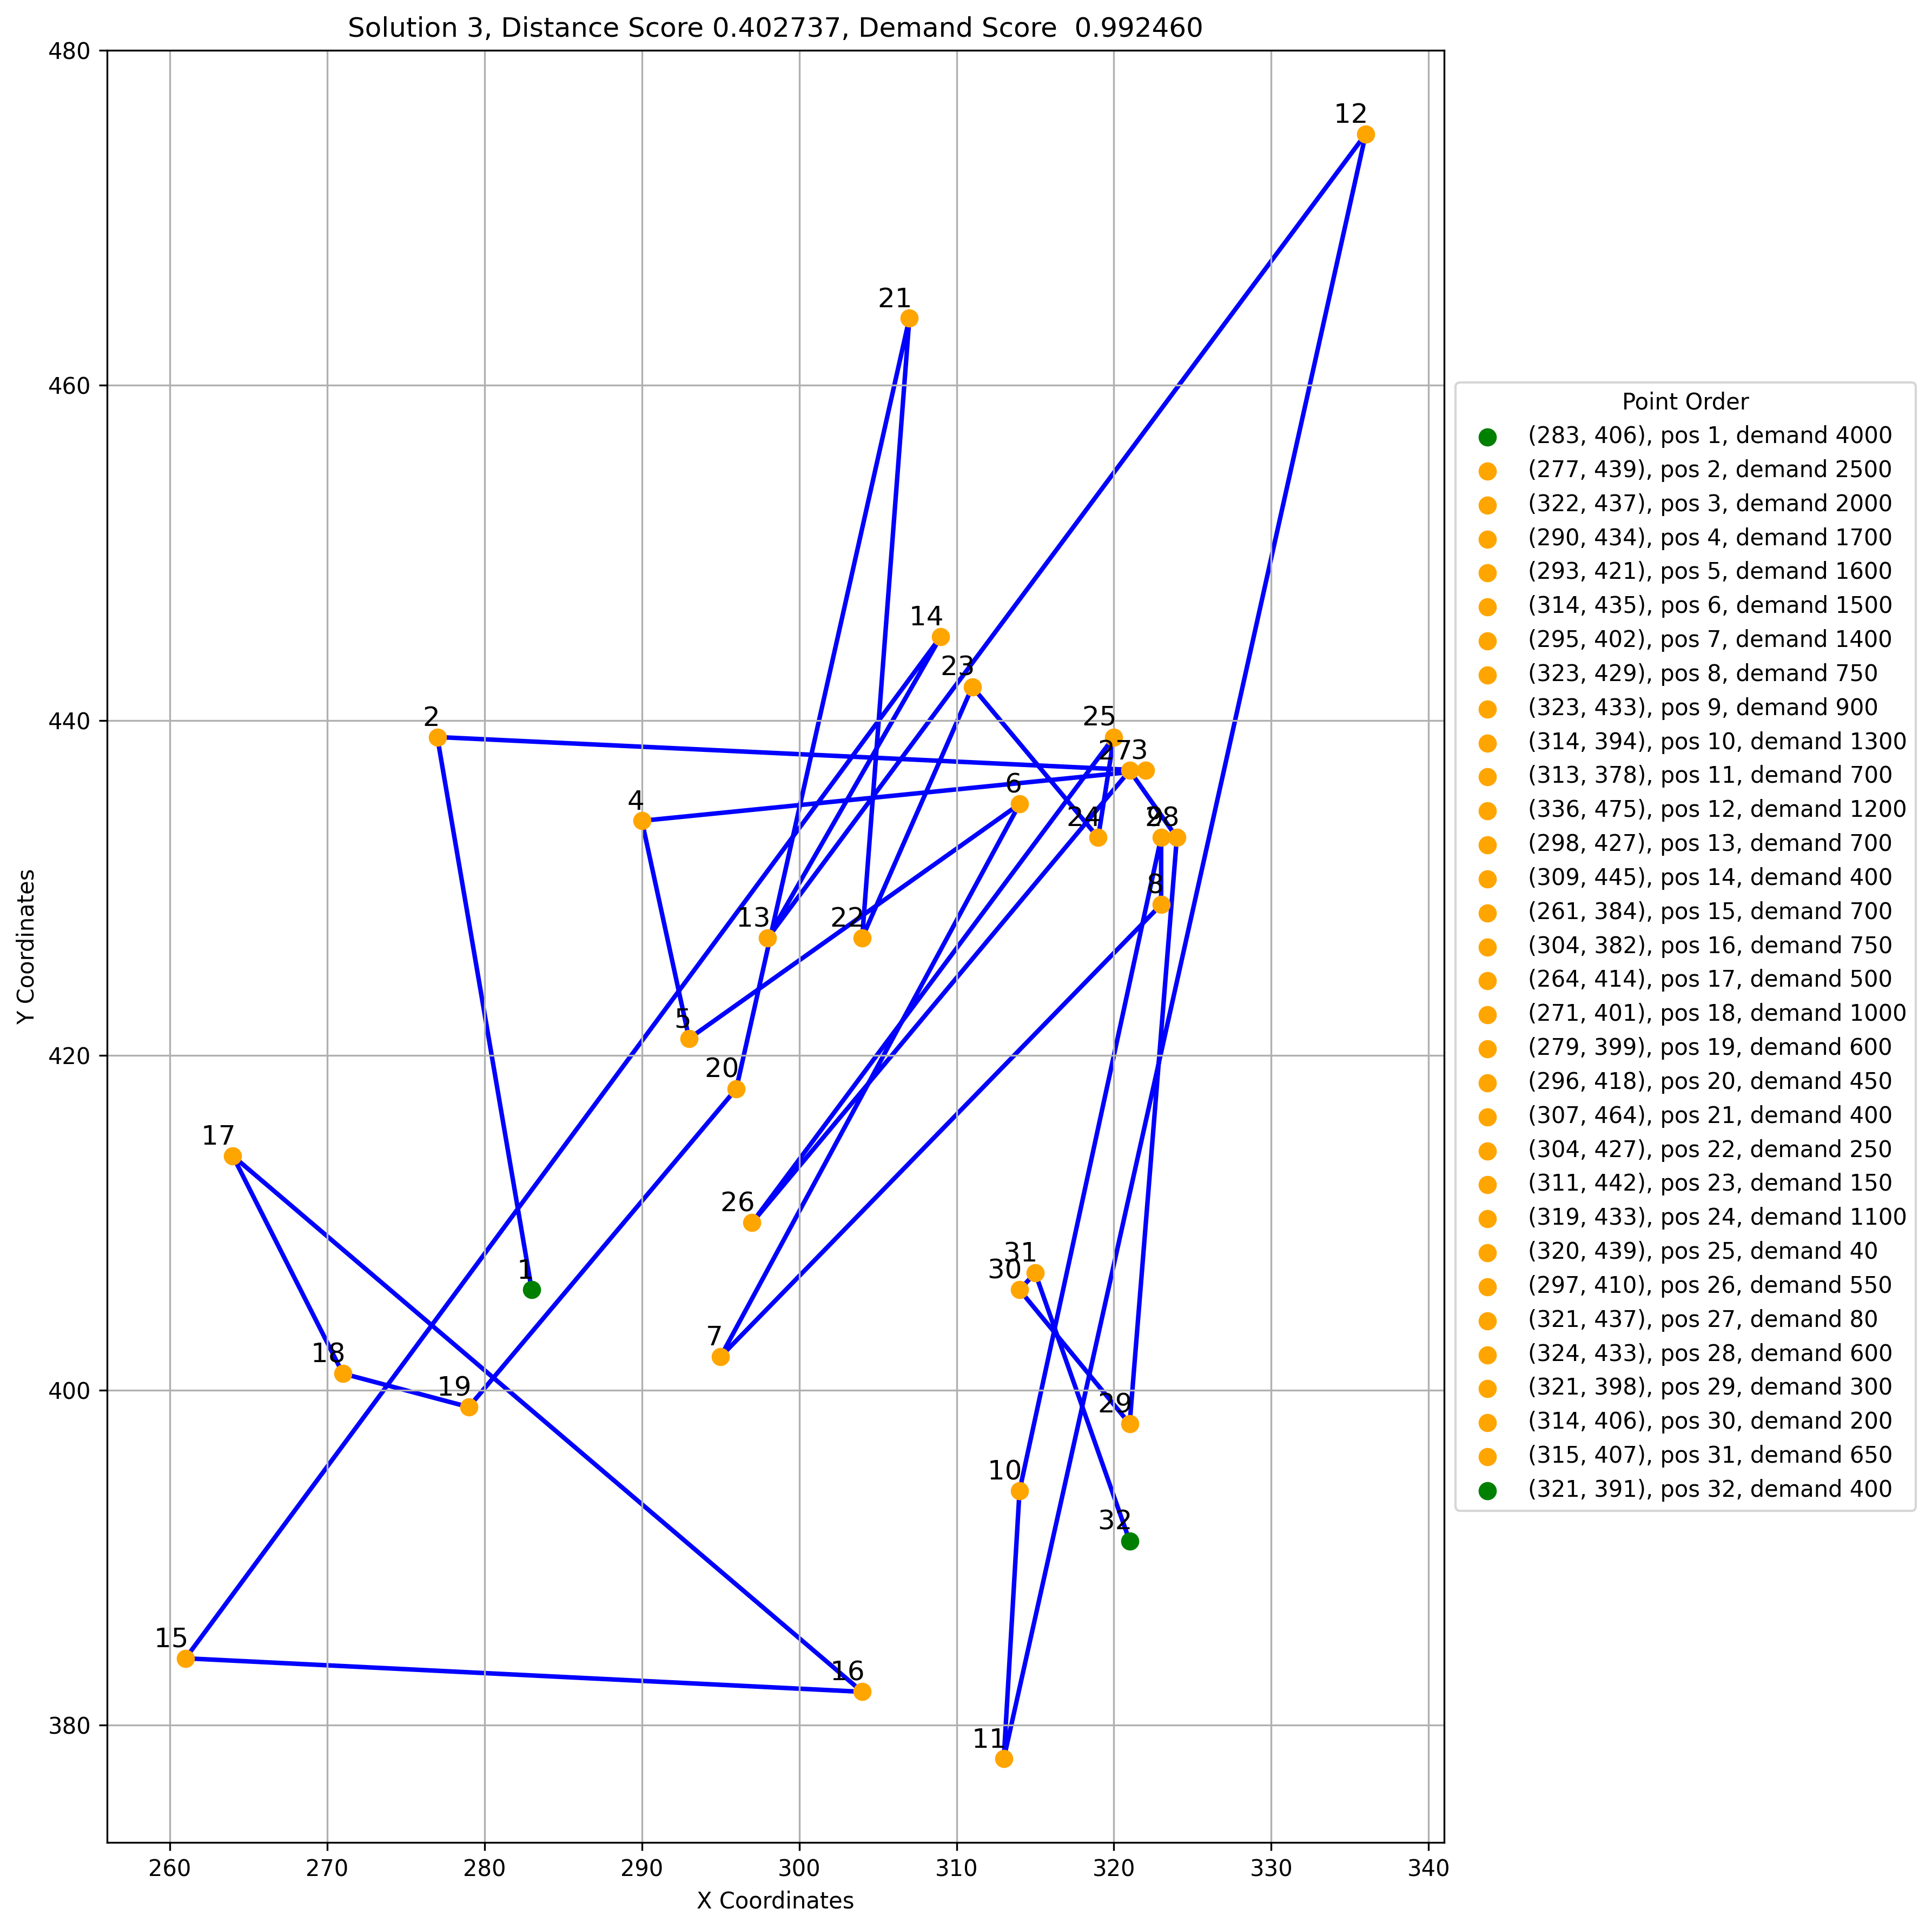 Solution 3, Distance Score 0.402737, Demand Score  0.992460
480
460
440
420
400
380
Y Coordinates
260 270 280 290 300 310 320 330 340
X Coordinates
12
21
14
23
2
25
27 3
6
4
24 9 28
8
13 22
5
20
17
26
31
30
1
7
18
19
29
10
32
15
16
11
Point Order
(283, 406), pos 1, demand 4000
(277, 439), pos 2, demand 2500
(322, 437), pos 3, demand 2000
(290, 434), pos 4, demand 1700
(293, 421), pos 5, demand 1600
(314, 435), pos 6, demand 1500
(295, 402), pos 7, demand 1400
(323, 429), pos 8, demand 750
(323, 433), pos 9, demand 900
(314, 394), pos 10, demand 1300
(313, 378), pos 11, demand 700
(336, 475), pos 12, demand 1200
(298, 427), pos 13, demand 700
(309, 445), pos 14, demand 400
(261, 384), pos 15, demand 700
(304, 382), pos 16, demand 750
(264, 414), pos 17, demand 500
(271, 401), pos 18, demand 1000
(279, 399), pos 19, demand 600
(296, 418), pos 20, demand 450
(307, 464), pos 21, demand 400
(304, 427), pos 22, demand 250
(311, 442), pos 23, demand 150
(319, 433), pos 24, demand 1100
(320, 439), pos 25, demand 40
(297, 410), pos 26, demand 550
(321, 437), pos 27, demand 80
(324, 433), pos 28, demand 600
(321, 398), pos 29, demand 300
(314, 406), pos 30, demand 200
(315, 407), pos 31, demand 650
(321, 391), pos 32, demand 400